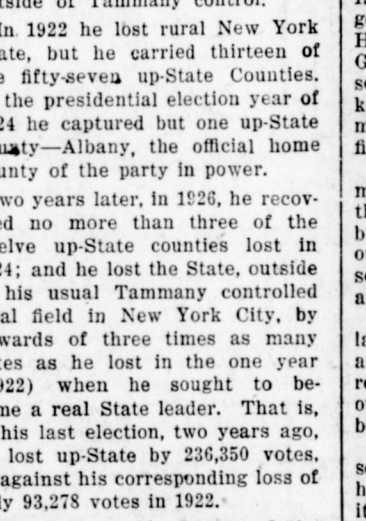 tside of Tammany control.
In 1922 he lost rural New York
ate, but he carried thirteen of
e fifty-seven up-State Counties.
the presidential election year of
24 he captured but one up-State
unty—Albany, the official home
unty of the party in power.
wo years later, in 1926, he recov-
ed no more than three of the
elve up-State counties lost in
24; and he lost the State, outside
his usual Tammany controlled
al field in New York City, by
wards of three times as many
tes as he lost in the one year
922) when he sought to be-
me a real State leader. That is,
his last election, two years ago,
lost up-State by 236,350 votes,
against his corresponding loss of
ly 93,278 votes in 1922.